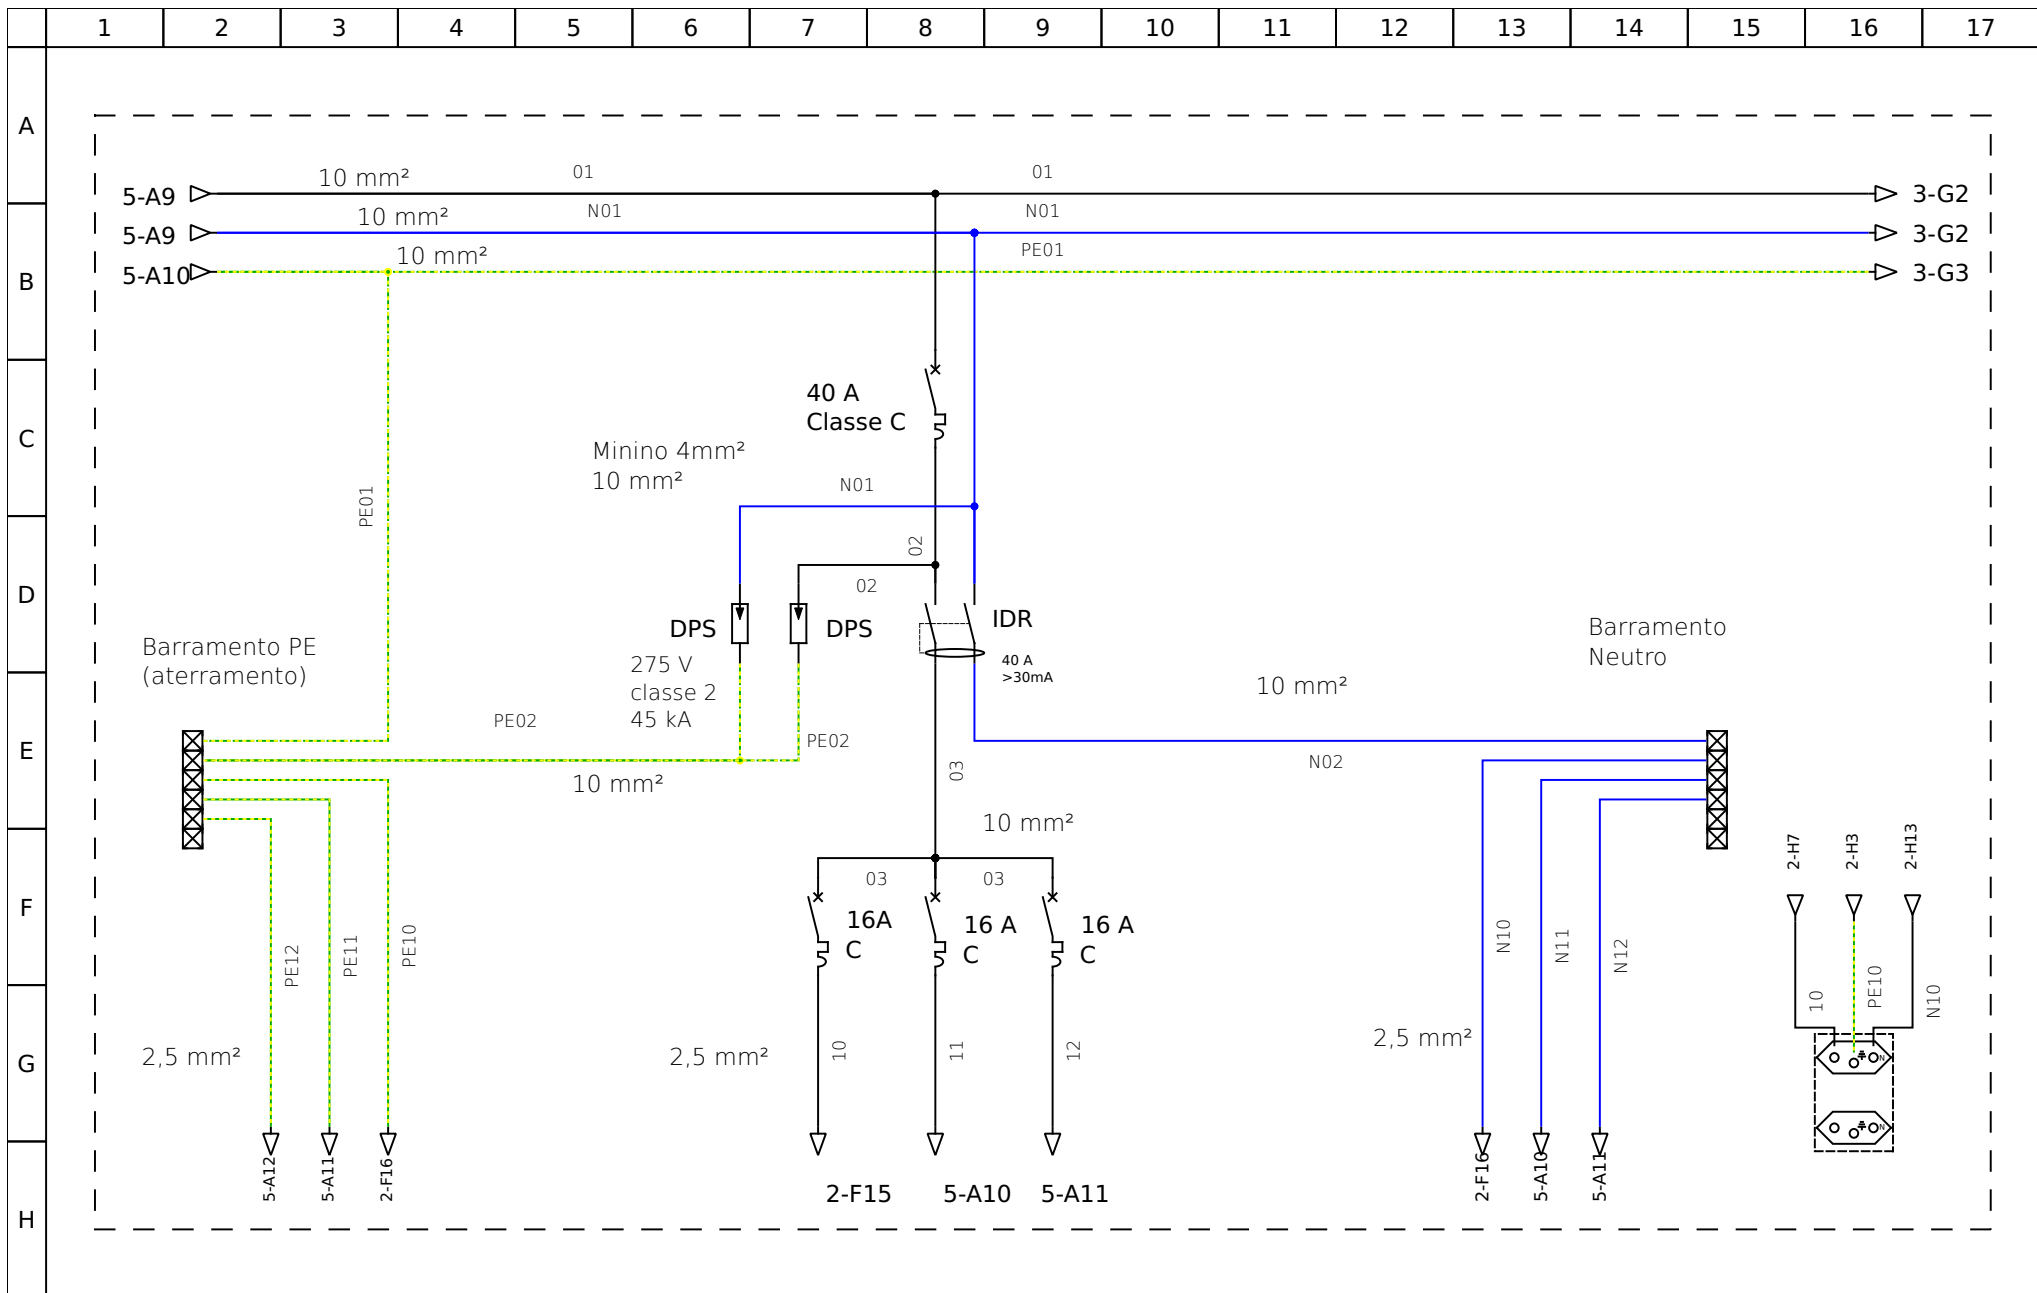 1 2 3 4 5 6 7 8 9 10 11 12 13 14 15 16 17
A
10 mm² 01 01
5-A9 3-G2
10 mm² N01 N01
5-A9 3-G2
10 mm² PE01
B
5-A10 3-G3
C
40 A
Classe C
Minino 4mm²
10 mm²
N01
PE01
02
02
D
DPS
DPS
IDR
40 A
>30mA
275 V
classe 2
45 kA
Barramento PE
(aterramento)
Barramento
Neutro
10 mm²
E
PE02
PE02
10 mm²
03
N02
10 mm²
2-H7
2-H3
2-H13
F
03 03
16A
C
16 A
C
16 A
C
PE12
PE11
PE10
N10
N11
N12
10
PE10
N10
G
2,5 mm²
2,5 mm²
10
11
12
2,5 mm²
N
N
H
5-A12
5-A11
2-F16
2-F15 5-A10 5-A11
2-F16
5-A10
5-A11